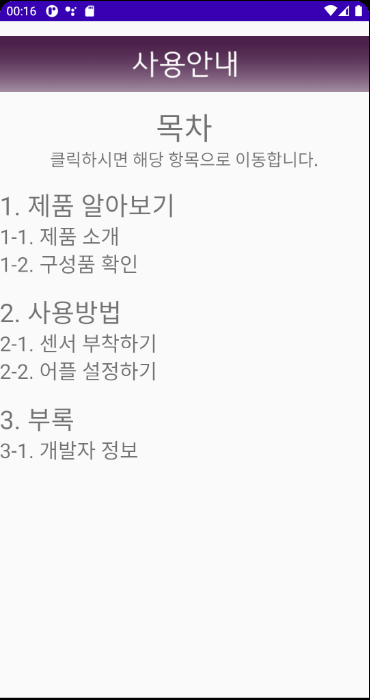 00:16
사용안내
목차
클릭하시면 해당 항목으로 이동합니다.
1. 제품 알아보기
1-1. 제품 소개
1-2. 구성품 확인
2. 사용방법
2-1. 센서 부착하기
2-2. 어플 설정하기
3. 부록
3-1. 개발자 정보